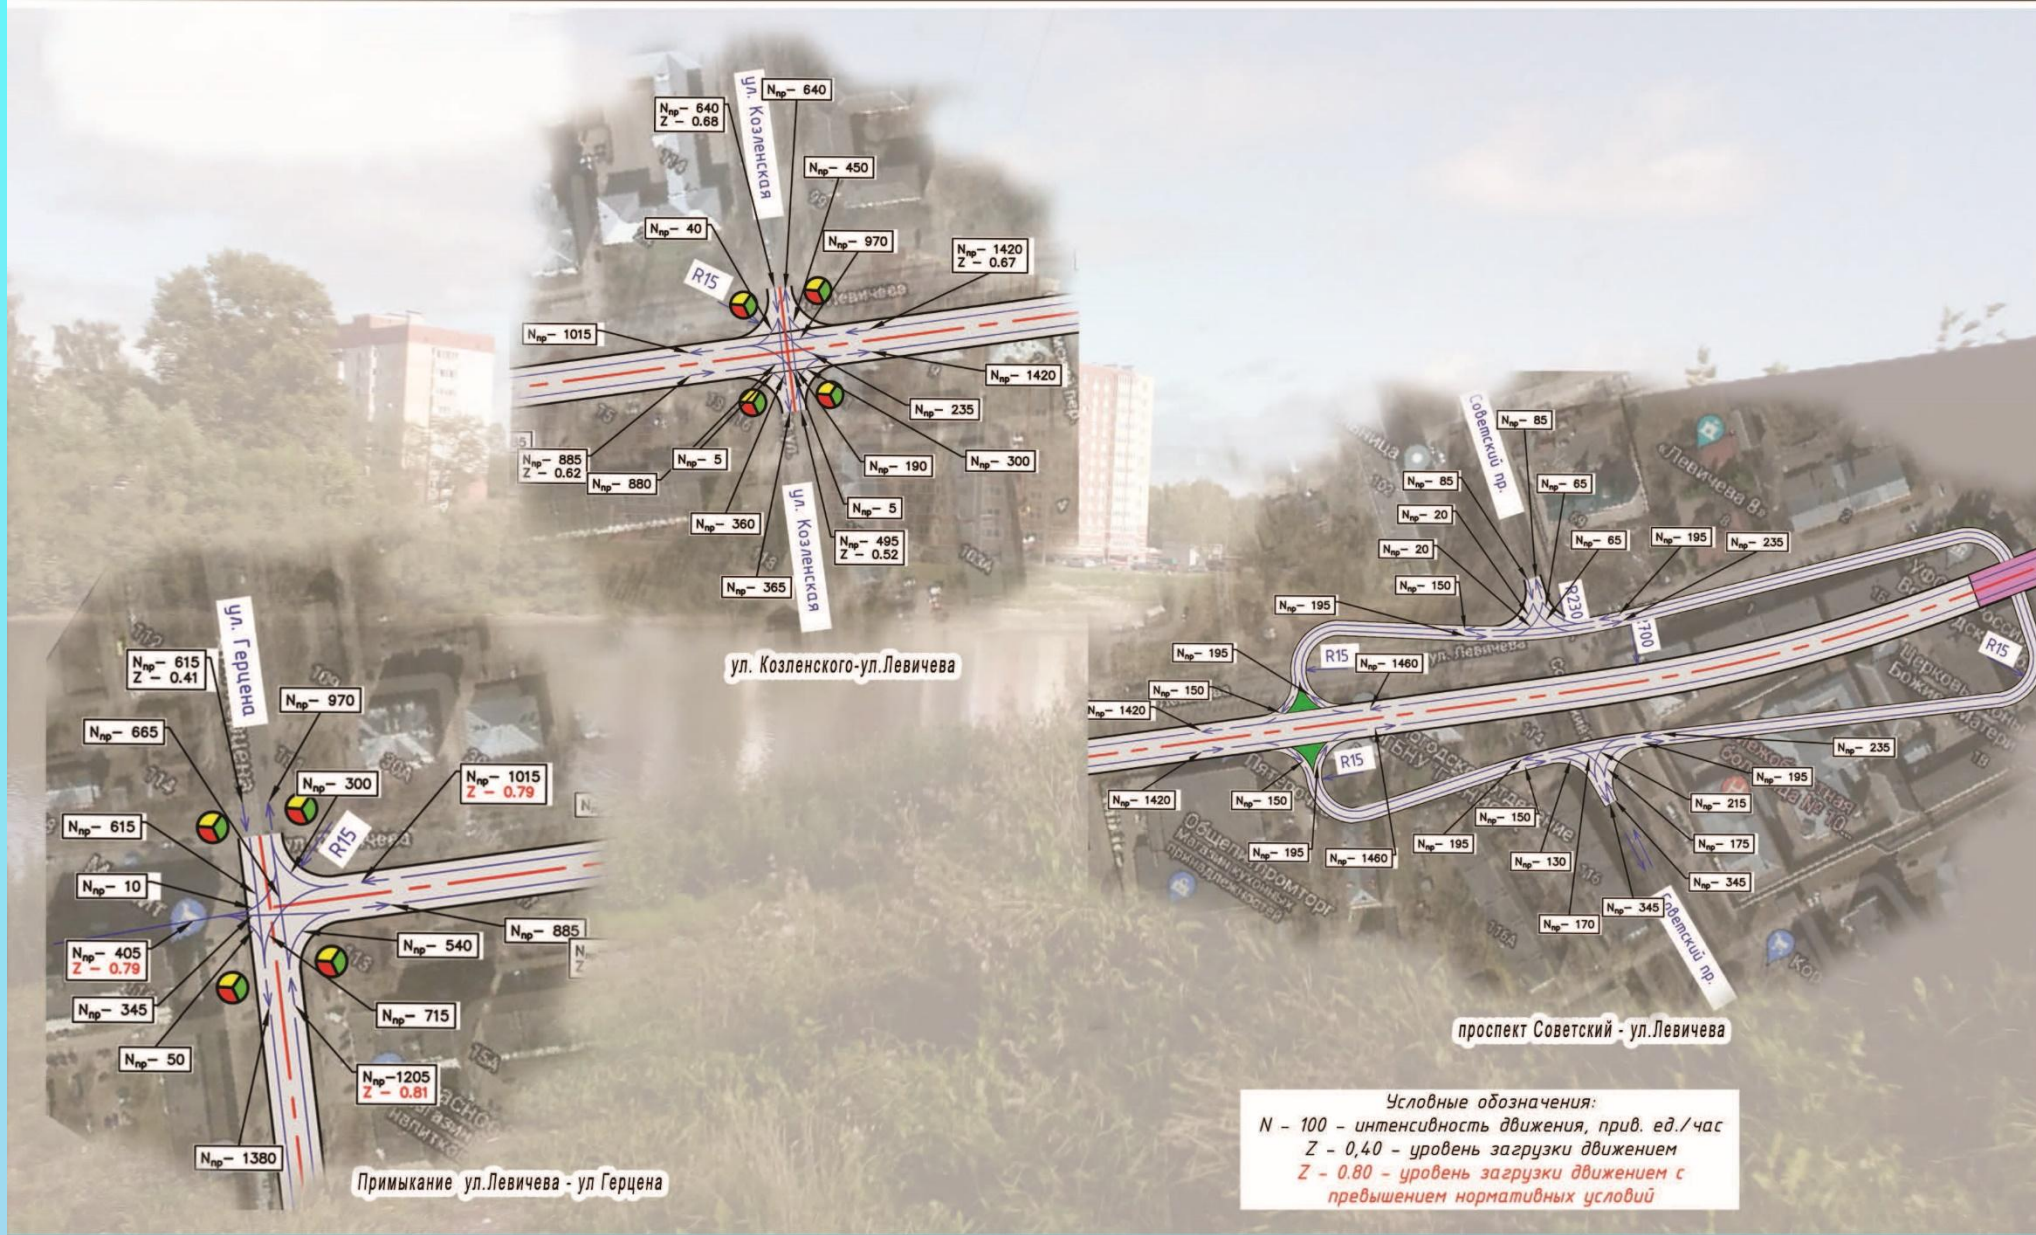 ул. Козленская
Nпр– 640
Z – 0.68
Nпр– 640
Nпр– 450
Nпр– 40
Nпр– 970
Nпр– 1420
Z – 0.67
R15
Левичева
Nпр– 1015
Nпр– 1420
Nпр– 235
Nпр– 885
Z – 0.62
Nпр– 880
Nпр– 5
Nпр– 190
Nпр– 300
Nпр– 360
Nпр– 5
Nпр– 495
Z – 0.52
Nпр– 365
ул. Козленская
ул. Козленского-ул.Левичева
ул. Герцена
Nпр– 615
Z – 0.41
Nпр– 970
Nпр– 665
Nпр– 300
Nпр– 1015
Z – 0.79
Nпр– 615
R15
Nпр– 10
Nпр– 405
Z – 0.79
Nпр– 540
Nпр– 885
Nпр– 345
Nпр– 715
Nпр– 50
Nпр–1205
Z – 0.81
Nпр– 1380
Примыкание ул.Левичева - ул Герцена
Советский пр.
Nпр– 85
Nпр– 85
Nпр– 65
Nпр– 20
Nпр– 20
Nпр– 65
Nпр– 195
Nпр– 235
Nпр– 150
Nпр– 195
R230
«Левичева 8»
Nпр– 195
R15
Nпр– 1460
ул. Левичева
R15
Nпр– 150
Nпр– 1420
R15
Nпр– 1420
Nпр– 150
Nпр– 235
Nпр– 195
Nпр– 215
Nпр– 150
Nпр– 195
Nпр– 195
Nпр– 1460
Nпр– 130
Nпр– 175
Nпр– 345
Nпр– 345
Nпр– 170
Общепипромторг
Советский пр.
проспект Советский - ул.Левичева
Условные обозначения:
N – 100 – интенсивность движения, прив. ед./час
Z – 0,40 – уровень загрузки движением
Z – 0.80 – уровень загрузки движением с
превышением нормативных условий